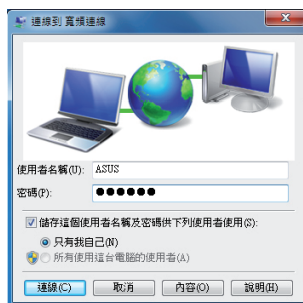 連線到 寬頻連線
使用者名稱(U): ASUS
密碼(P): ●●●●●●
儲存這個使用者名稱及密碼供下列使用者使用(S):
只有我自己(N)
所有使用這台電腦的使用者(A)
連線(C) 取消 內容(O) 說明(H)